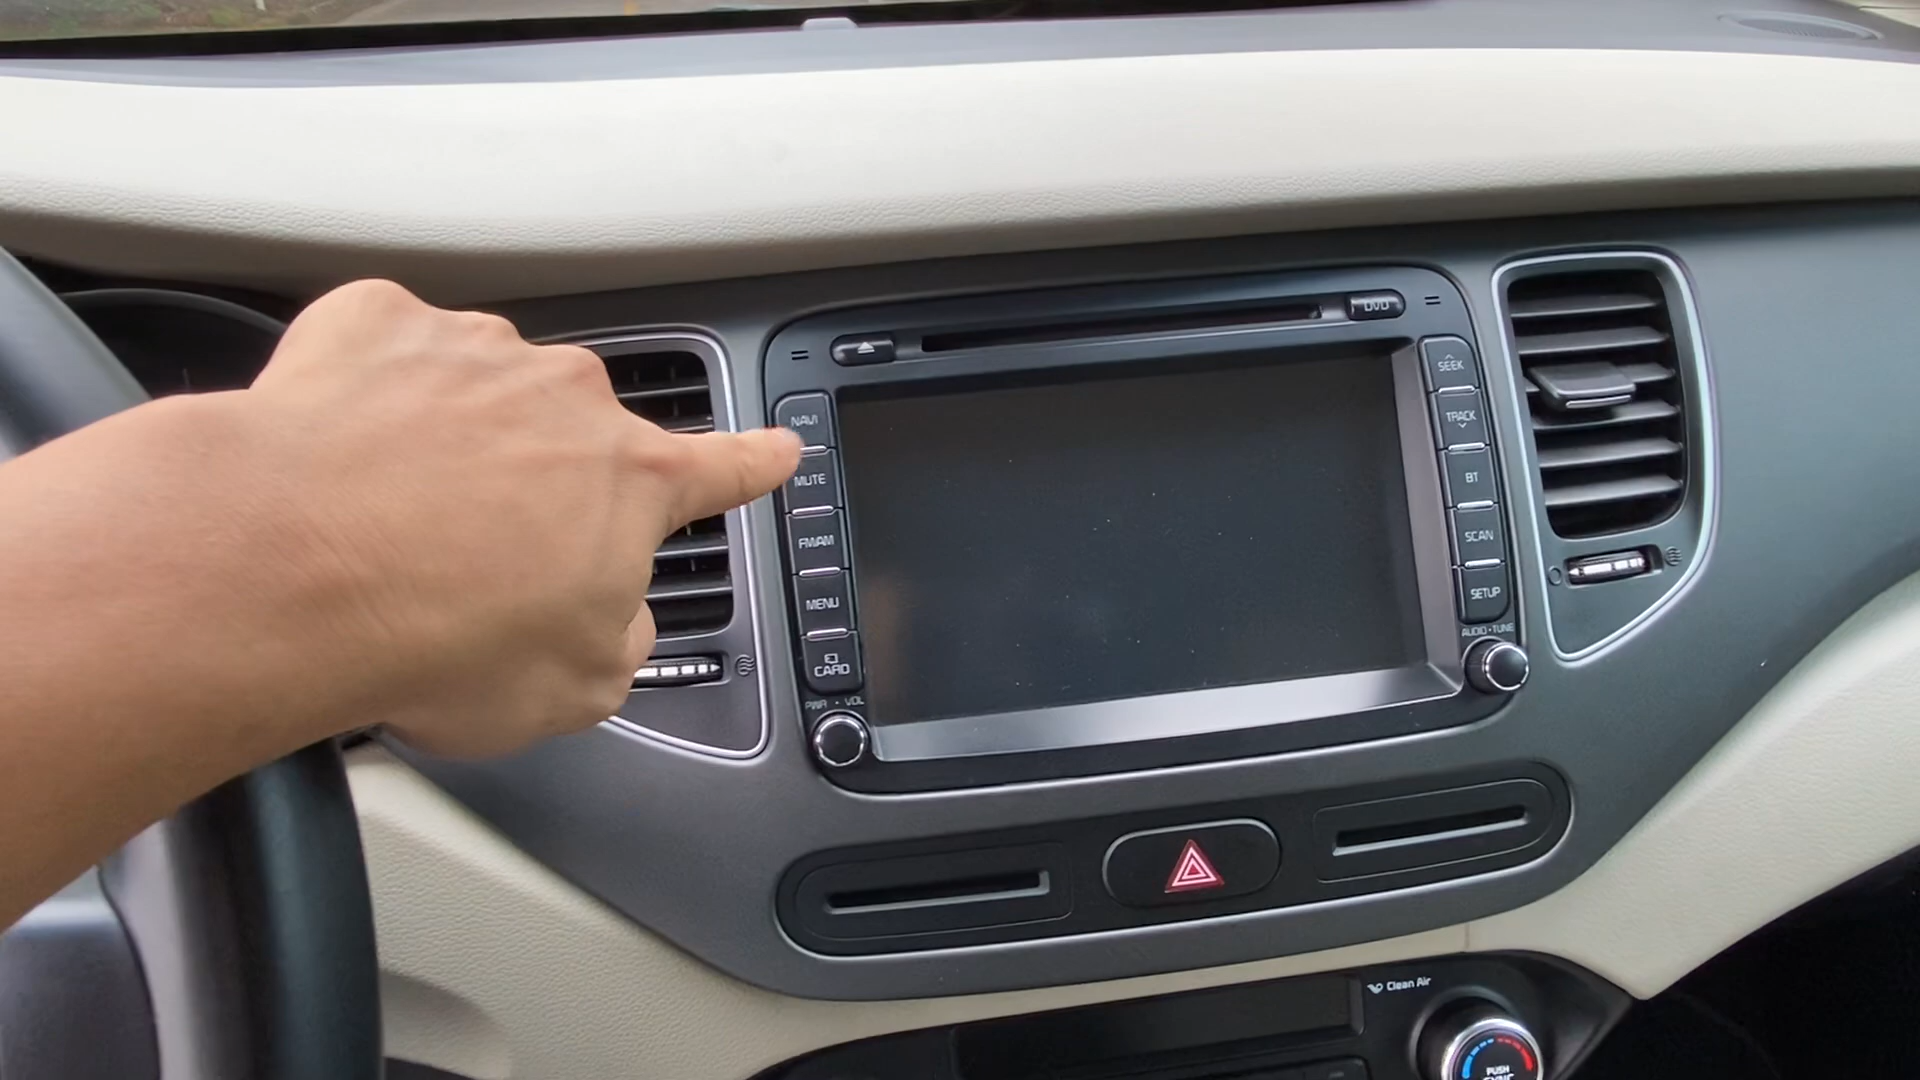 DVD
NAVI
MUTE
FM/AM
MENU
CARD
PWR • VOL
SEEK
TRACK
BT
SCAN
SETUP
AUDIO • TUNE
Clean Air
PUSH